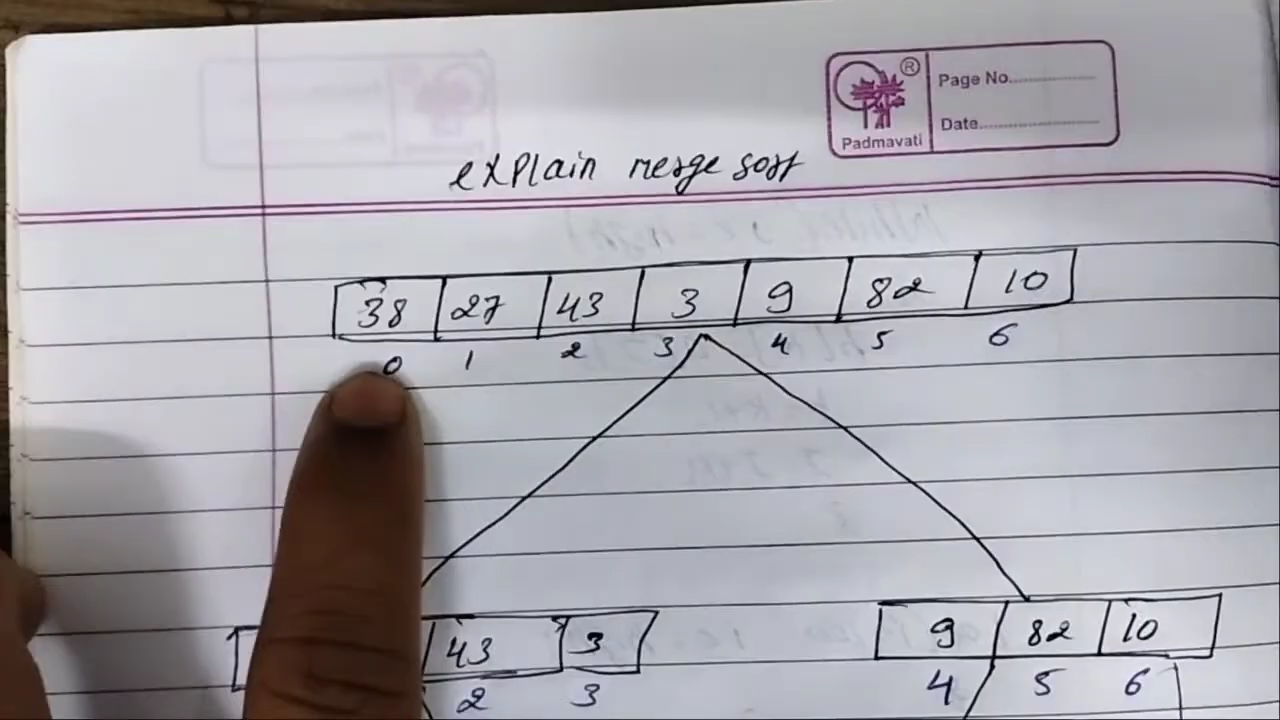 Page No.
Date
Padmavati
®
explain merge sort
38 27 43 3 9 82 10
0 1 2 3 4 5 6
43 3 9 82 10
2 3 4 5 6